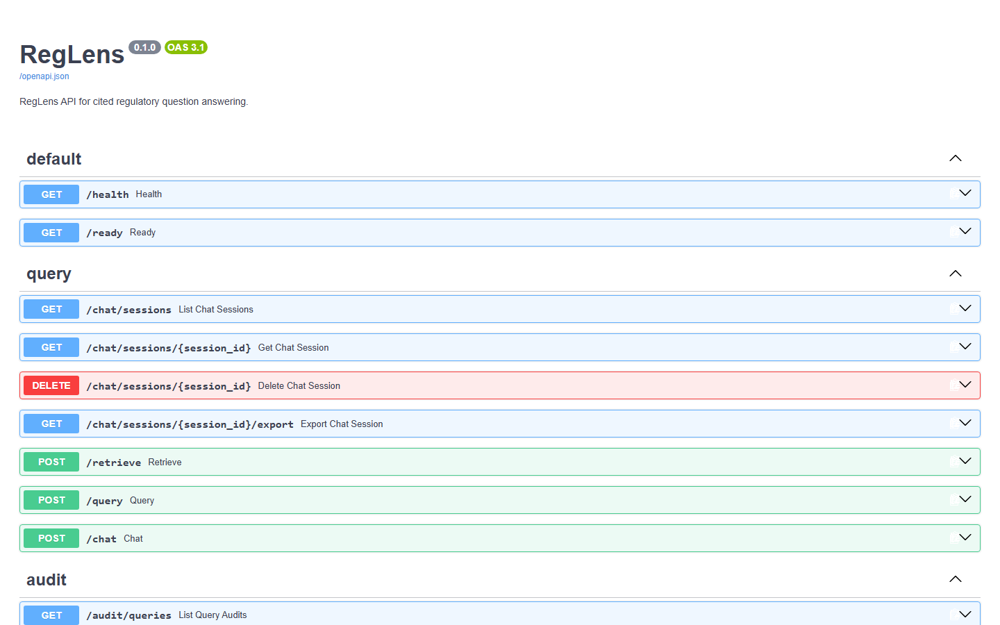 RegLens 0.1.0 OAS 3.1
/openapi.json
RegLens API for cited regulatory question answering.
default
GET /health Health
GET /ready Ready
query
GET /chat/sessions List Chat Sessions
GET /chat/sessions/{session_id} Get Chat Session
DELETE /chat/sessions/{session_id} Delete Chat Session
GET /chat/sessions/{session_id}/export Export Chat Session
POST /retrieve Retrieve
POST /query Query
POST /chat Chat
audit
GET /audit/queries List Query Audits